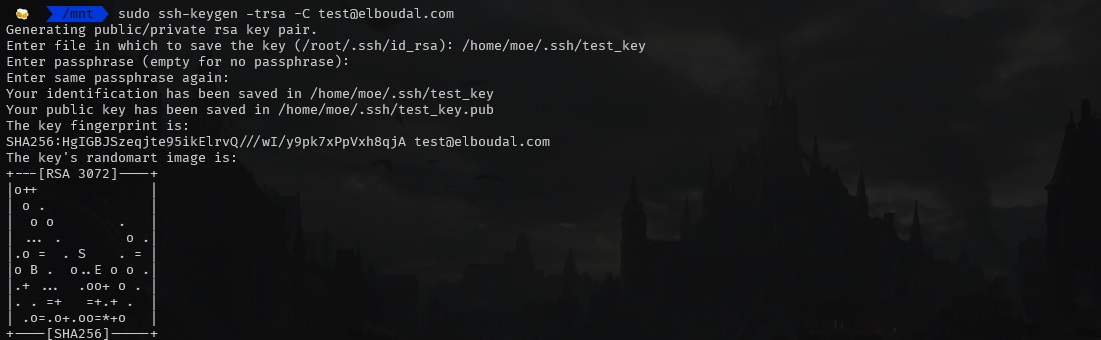 🍺 /mnt sudo ssh-keygen -trsa -C test@elboudal.com
Generating public/private rsa key pair.
Enter file in which to save the key (/root/.ssh/id_rsa): /home/moe/.ssh/test_key
Enter passphrase (empty for no passphrase):
Enter same passphrase again:
Your identification has been saved in /home/moe/.ssh/test_key
Your public key has been saved in /home/moe/.ssh/test_key.pub
The key fingerprint is:
SHA256:HgIGBJSzeqjte95ikElrvQ///wI/y9pk7xPpVxh8qjA test@elboudal.com
The key's randomart image is:
+---[RSA 3072]----+
|o++              |
| o .             |
|  o o        .   |
| ... .        o .|
|.o =  . S    . = |
|o B .  o..E o o .|
|.+ ...  .oo+ o . |
|. . =+   =+.+ .  |
| .o=.o+.oo=*+o   |
+----[SHA256]-----+